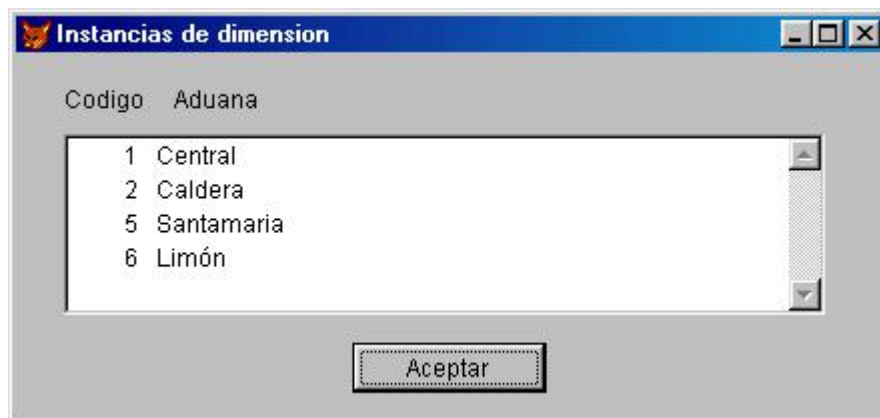 Instancias de dimension
Codigo Aduana
1 Central
2 Caldera
5 Santamaria
6 Limón
Aceptar